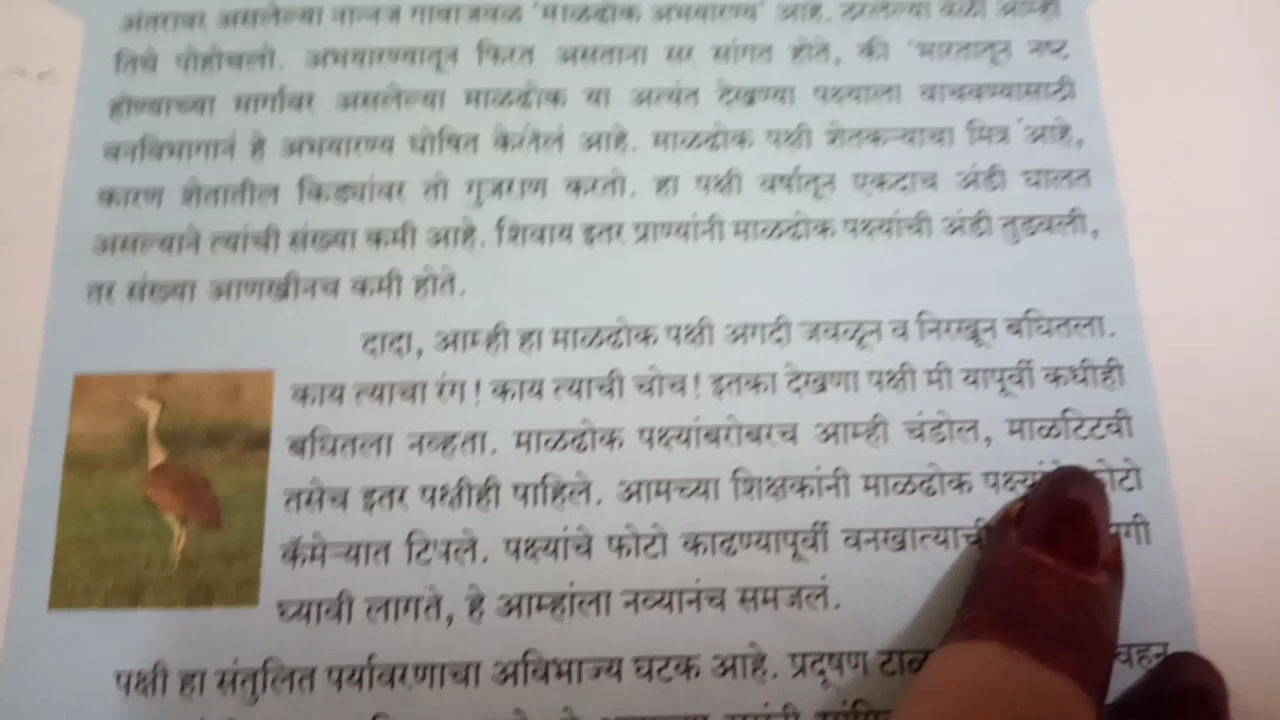 अंतरावर असलेल्या नान्नज गावाजवळ 'माळढोक अभयारण्य' आहे. ठरलेल्या वेळी आम्ही
तिथे पोहोचलो. अभयारण्यातून फिरत असताना सर सांगत होते, की 'भारतातून नष्ट
होण्याच्या मार्गावर असलेल्या माळढोक या अत्यंत देखण्या पक्ष्याला वाचवण्यासाठी
वनविभागानं हे अभयारण्य घोषित केलेलं आहे. माळढोक पक्षी शेतकऱ्याचा मित्र आहे,
कारण शेतातील किड्यांवर तो गुजराण करतो. हा पक्षी वर्षातून एकदाच अंडी घालत
असल्याने त्यांची संख्या कमी आहे. शिवाय इतर प्राण्यांनी माळढोक पक्ष्यांची अंडी तुडवली,
तर संख्या आणखीनच कमी होते.
दादा, आम्ही हा माळढोक पक्षी अगदी जवळून व निरखून बघितला.
काय त्याचा रंग! काय त्याची चोच! इतका देखणा पक्षी मी यापूर्वी कधीही
बघितला नव्हता. माळढोक पक्ष्यांबरोबरच आम्ही चंडोल, माळटिटवी
तसेच इतर पक्षीही पाहिले. आमच्या शिक्षकांनी माळढोक फोटो
कॅमेऱ्यात टिपले. पक्ष्यांचे फोटो काढण्यापूर्वी वनखात्याची
घ्यावी लागते, हे आम्हांला नव्यानंच समजलं.
पक्षी हा संतुलित पर्यावरणाचा अविभाज्य घटक आहे. प्रदूषण